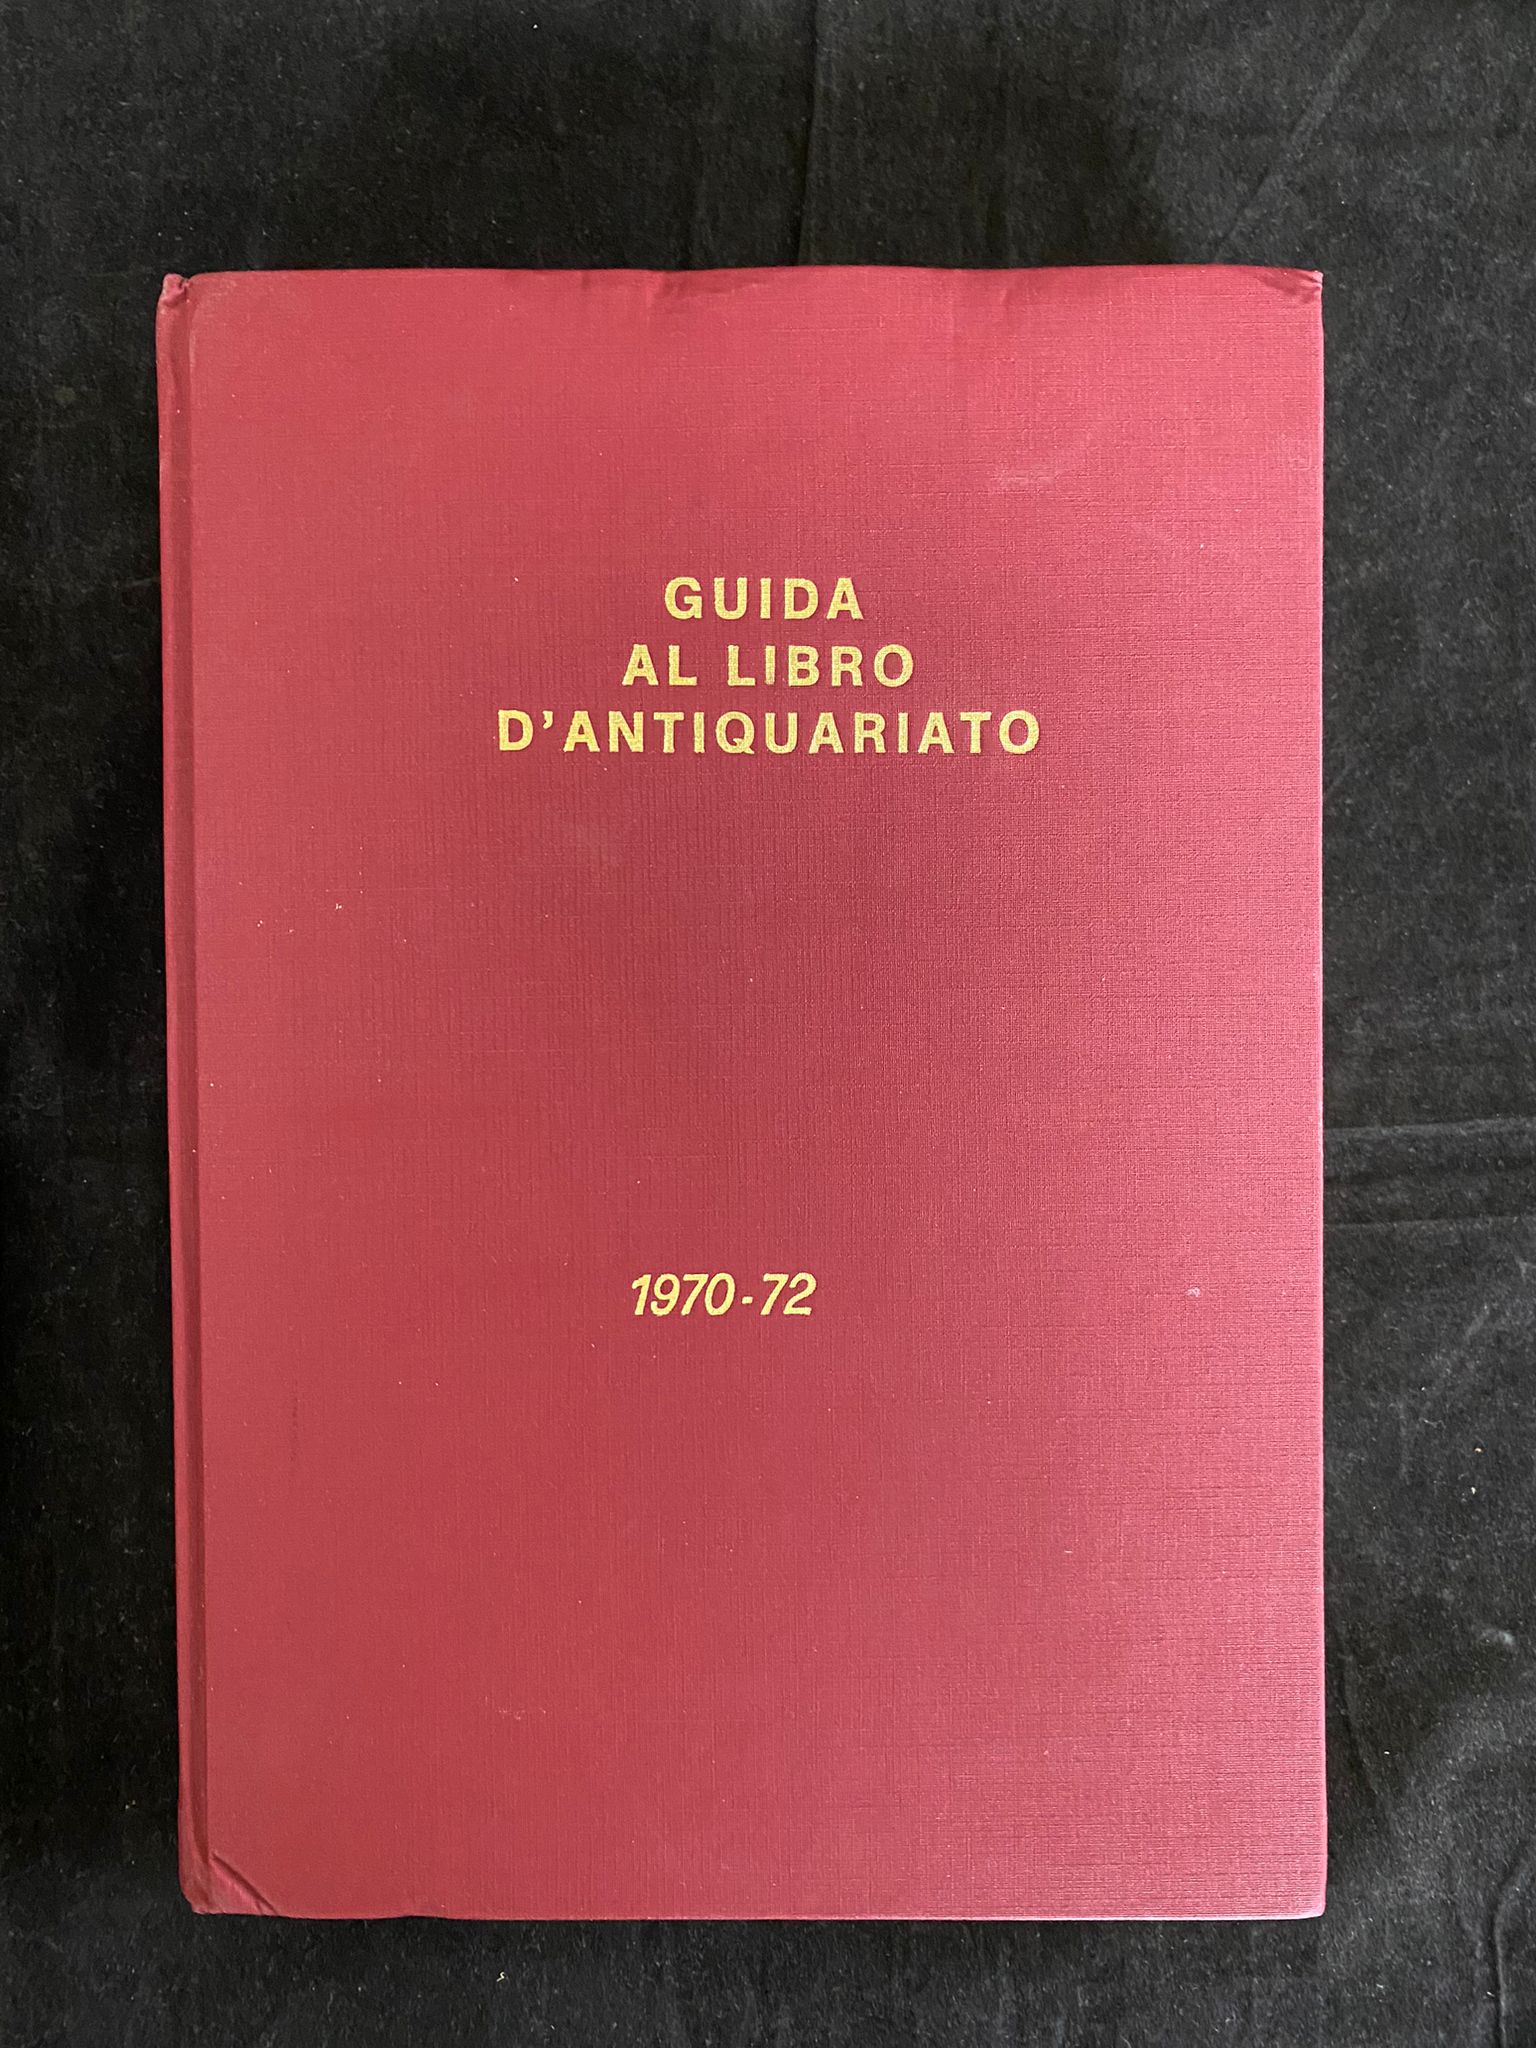 GUIDA
AL LIBRO
D'ANTIQUARIATO
1970-72